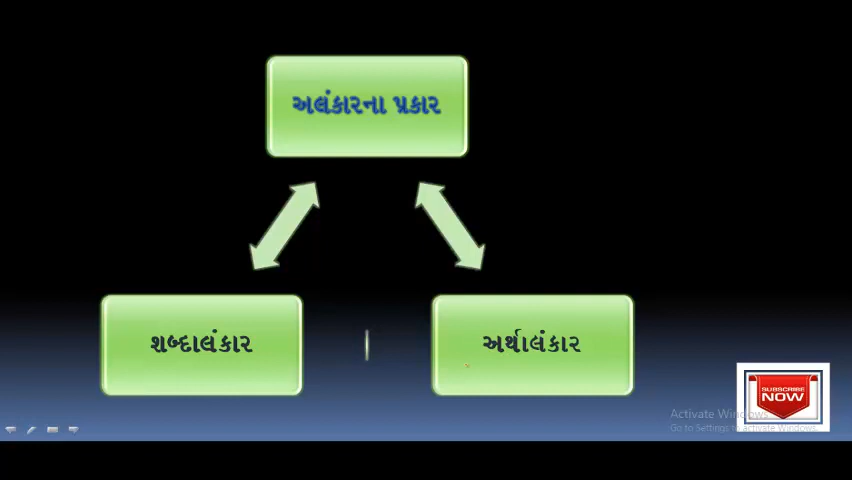 અલંકારના પ્રકાર
શબ્દાલંકાર
અર્થાલંકાર
SUBSCRIBE
NOW
Activate Windows
Go to Settings to activate Windows.